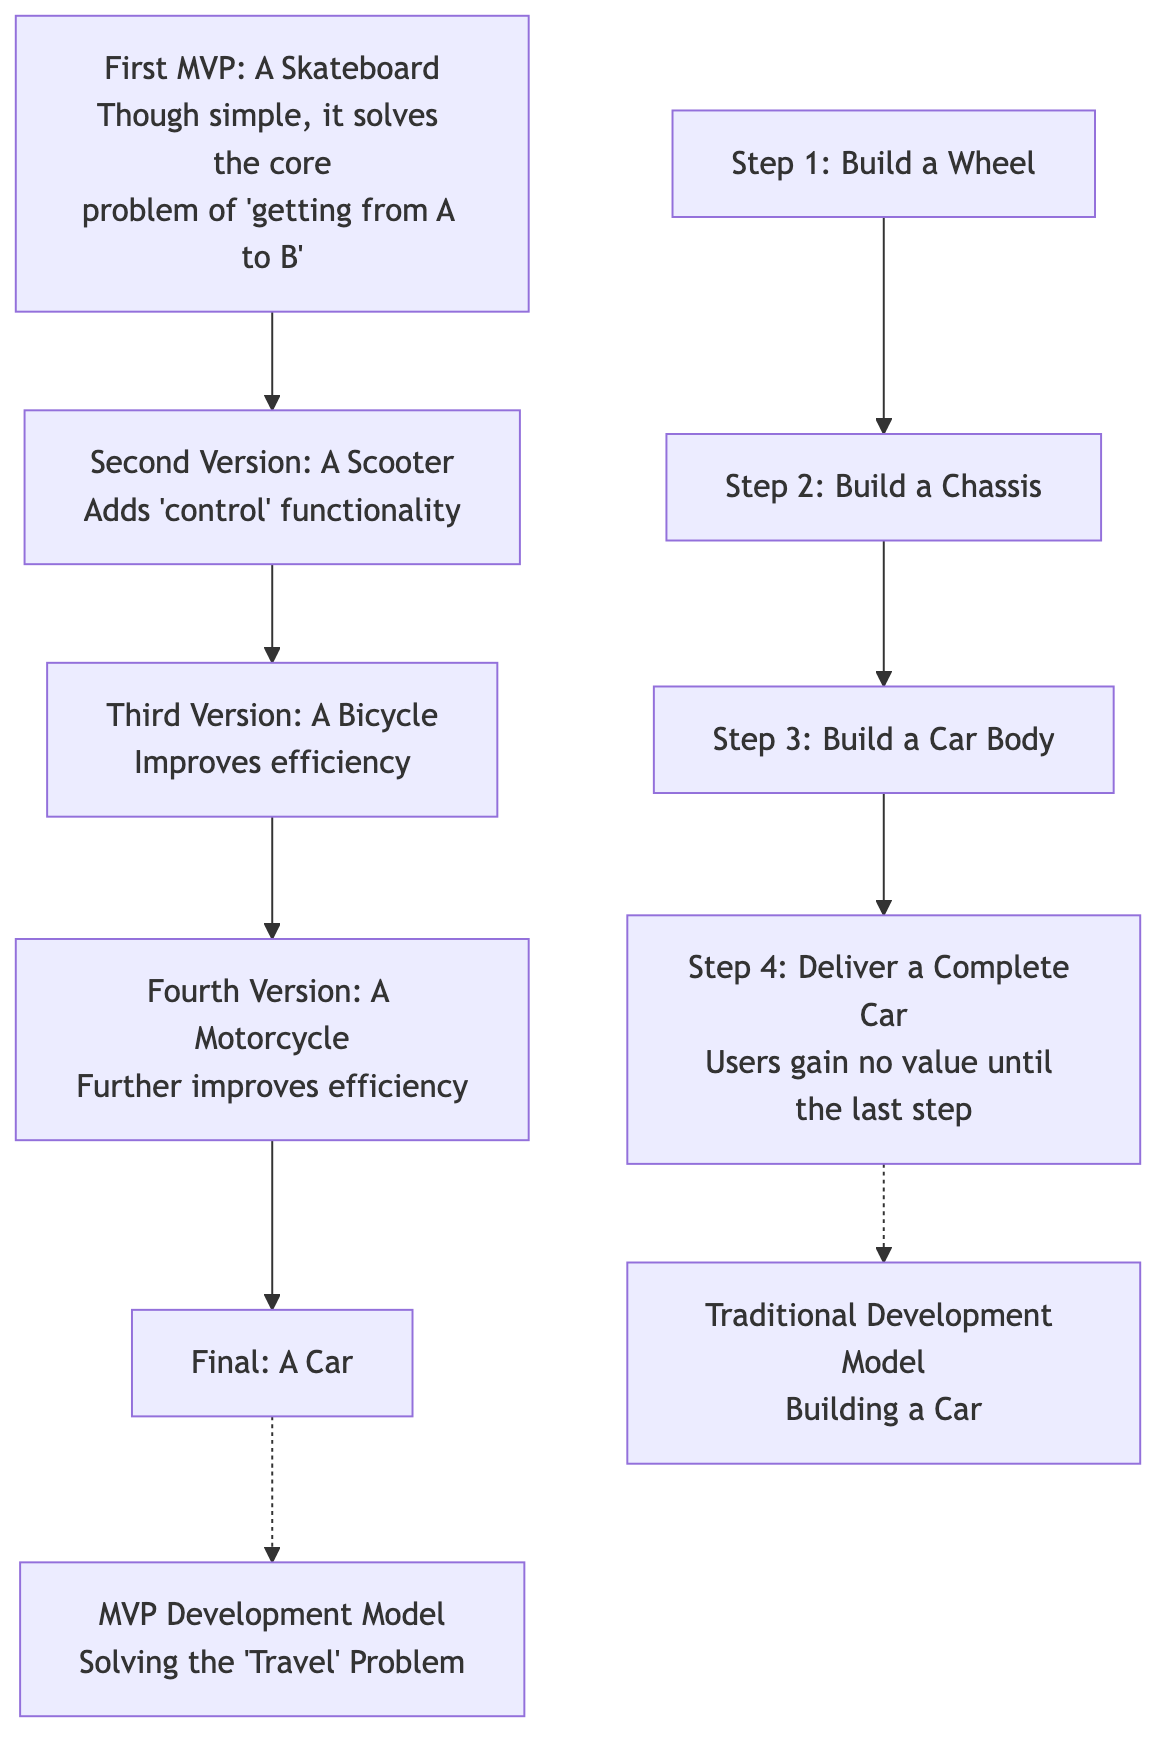 First MVP: A Skateboard
Though simple, it solves
the core
problem of 'getting from A
to B'
Second Version: A Scooter
Adds 'control' functionality
Third Version: A Bicycle
Improves efficiency
Fourth Version: A
Motorcycle
Further improves efficiency
Final: A Car
MVP Development Model
Solving the 'Travel' Problem
Step 1: Build a Wheel
Step 2: Build a Chassis
Step 3: Build a Car Body
Step 4: Deliver a Complete
Car
Users gain no value until
the last step
Traditional Development
Model
Building a Car